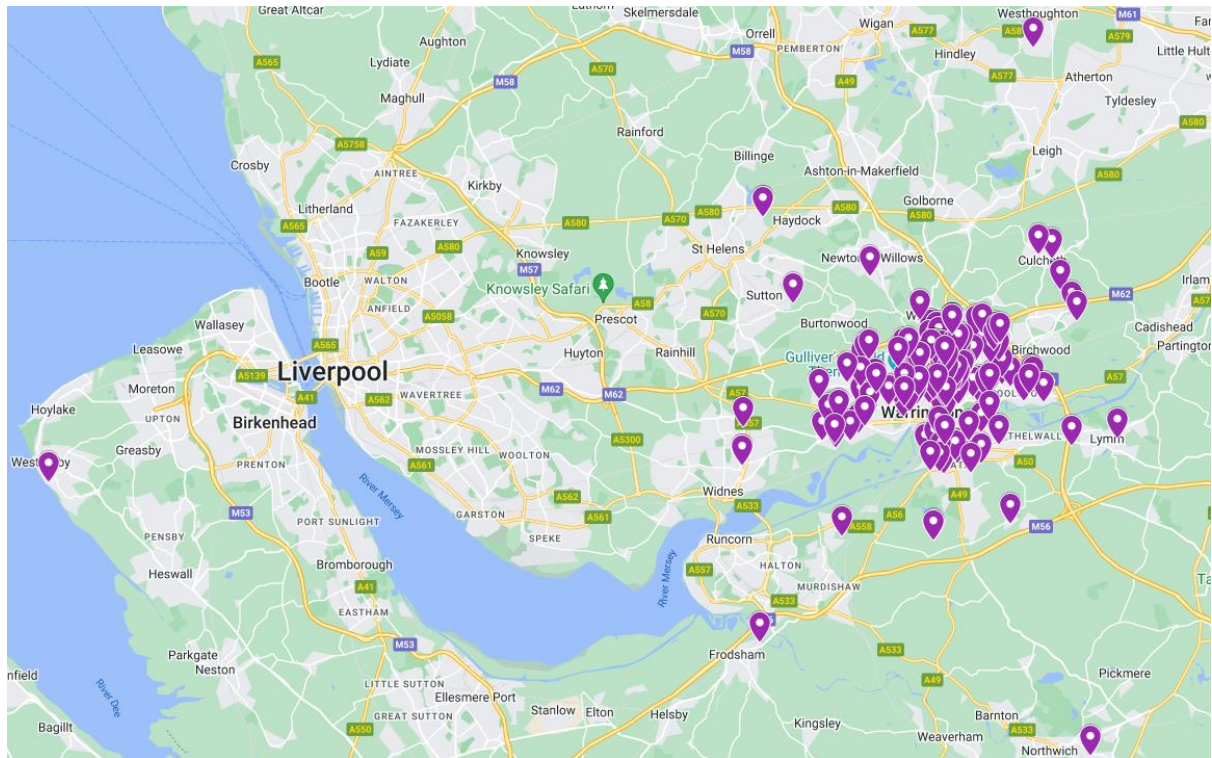 Great Altcar
Skelmersdale
Westhoughton
M61
Orrell
Wigan
A577
A579
PEMBERTON
Hindley
Little Hult
Aughton
M58
A565
Lydiate
A570
A49
A577
Atherton
M58
Maghull
Tyldesley
A580
Rainford
A5758
Crosby
Billinge
Leigh
AINTREE
Ashton-in-Makerfield
Kirkby
A580
Litherland
Golborne
FAZAKERLEY
A570
A580
A580
A565
A580
Haydock
A580
A59
A580
St Helens
Knowsley
Newton
Willows
Culcheth
M57
Bootle
WALTON
Irlam
Knowsley Safari
Sutton
M62
A58
ANFIELD
A5058
Prescot
A570
Burtonwood
Cadishead
Wallasey
Partington
Leasowe
A565
Huyton
Rainhill
Birchwood
Liverpool
A5139
M62
A57
Moreton
A41
A562
WAVERTREE
M62
A57
Hoylake
UPTON
Birkenhead
Warrin
A5300
THELWALL
Lymm
Greasby
MOSSLEY HILL
WOOLTON
A50
PRENTON
A561
River Mersey
Widnes
A49
M53
A562
A533
GARSTON
A56
A561
PORT SUNLIGHT
A558
M56
SPEKE
PENSBY
Runcorn
Bromborough
River Mersey
HALTON
Heswall
A557
MURDISHAW
A41
A533
EASTHAM
M53
Parkgate
Frodsham
A533
Neston
Pickmere
nfield
LITTLE SUTTON
A49
Ellesmere Port
River Dee
GREAT SUTTON
Stanlow
Elton
Helsby
Barnton
Bagillt
A550
Kingsley
A533
Weaverham
Northwich